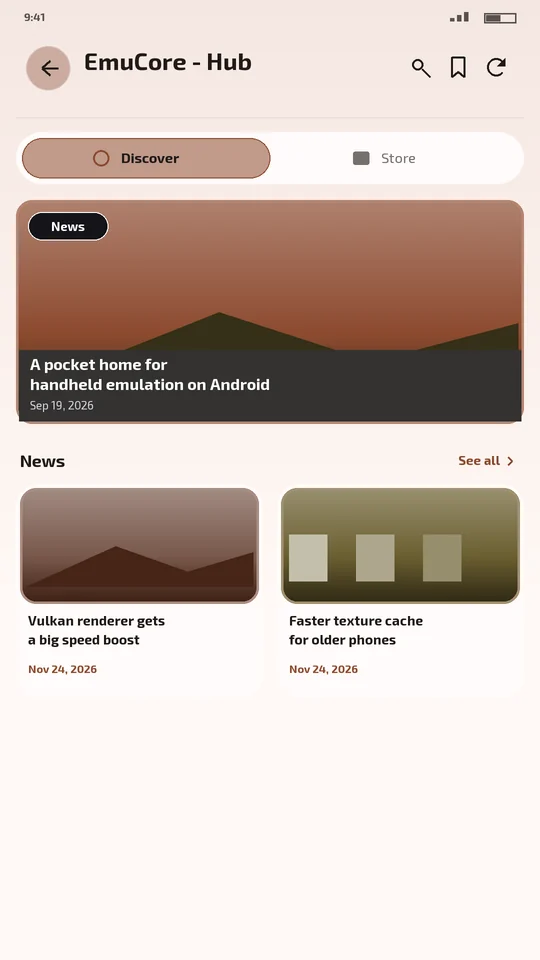 9:41
EmuCore - Hub
Discover
Store
News
A pocket home for
handheld emulation on Android
Sep 19, 2026
News
See all
Vulkan renderer gets
a big speed boost
Nov 24, 2026
Faster texture cache
for older phones
Nov 24, 2026